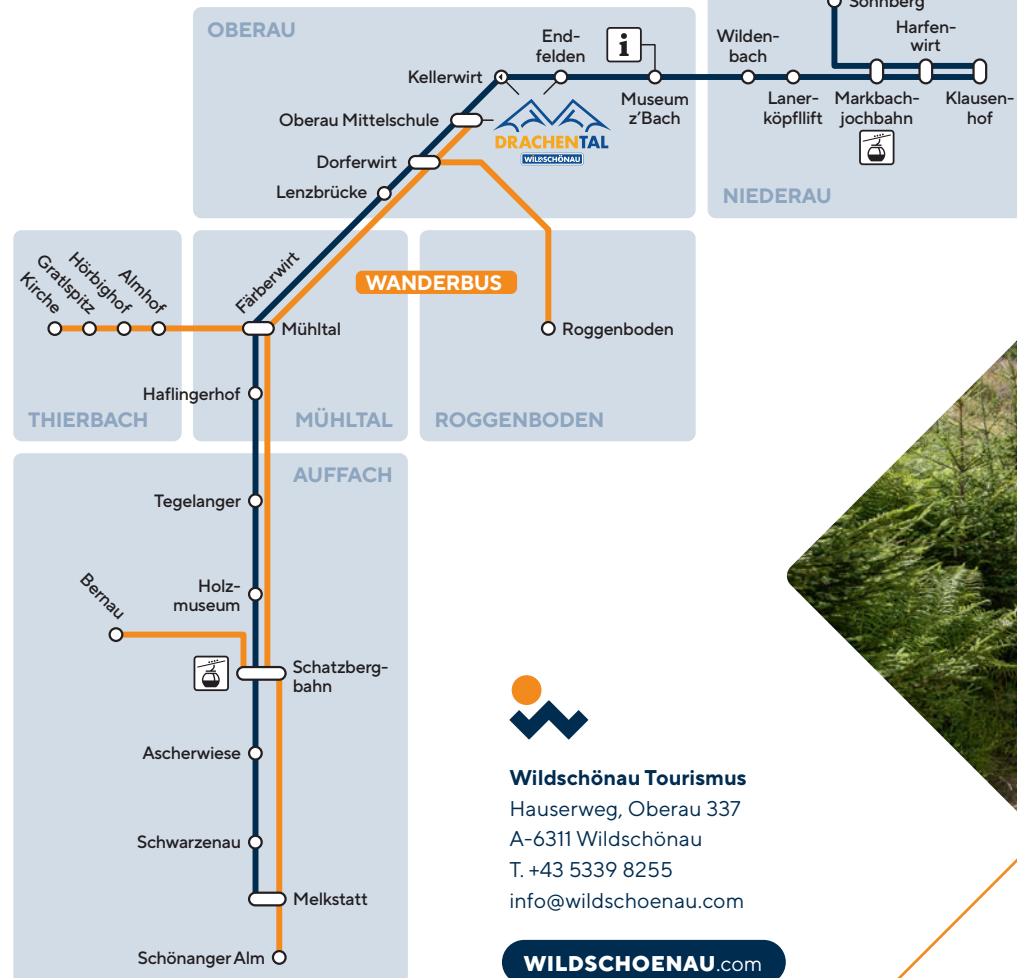 Sonnberg
OBERAU
End-
felden
i
Wilden-
bach
Harfen-
wirt
Kellerwirt
Museum
z'Bach
Laner-
köpfllift
Markbach-
jochbahn
Klausen-
hof
Oberau Mittelschule
DRACHENTAL
WILDSCHÖNAU
Dorferwirt
Lenzbrücke
NIEDERAU
Kirche
Gratlspitz
Hörbighof
Almhof
Färberwirt
WANDERBUS
Mühltal
Roggenboden
Haflingerhof
THIERBACH
MÜHLTAL
ROGGENBODEN
AUFFACH
Tegelanger
Holz-
museum
Bernau
Schatzberg-
bahn
Ascherwiese
Schwarzenau
Melkstatt
Schönanger Alm
Wildschönau Tourismus
Hauserweg, Oberau 337
A-6311 Wildschönau
T. +43 5339 8255
info@wildschoenau.com
WILDSCHOENAU.com